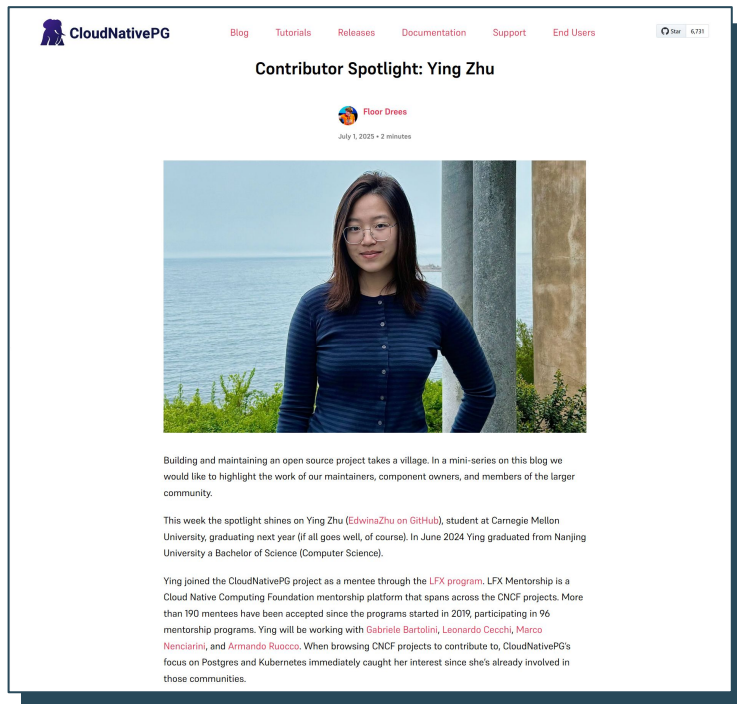 CloudNativePG
Blog Tutorials Releases Documentation Support End Users
Star 6,731
Contributor Spotlight: Ying Zhu
Floor Drees
July 1, 2025 • 2 minutes
Building and maintaining an open source project takes a village. In a mini-series on this blog we
would like to highlight the work of our maintainers, component owners, and members of the larger
community.
This week the spotlight shines on Ying Zhu (EdwinaZhu on GitHub), student at Carnegie Mellon
University, graduating next year (if all goes well, of course). In June 2024 Ying graduated from Nanjing
University a Bachelor of Science (Computer Science).
Ying joined the CloudNativePG project as a mentee through the LFX program. LFX Mentorship is a
Cloud Native Computing Foundation mentorship platform that spans across the CNCF projects. More
than 190 mentees have been accepted since the programs started in 2019, participating in 96
mentorship programs. Ying will be working with Gabriele Bartolini, Leonardo Cecchi, Marco
Nenciarini, and Armando Ruocco. When browsing CNCF projects to contribute to, CloudNativePG's
focus on Postgres and Kubernetes immediately caught her interest since she's already involved in
those communities.